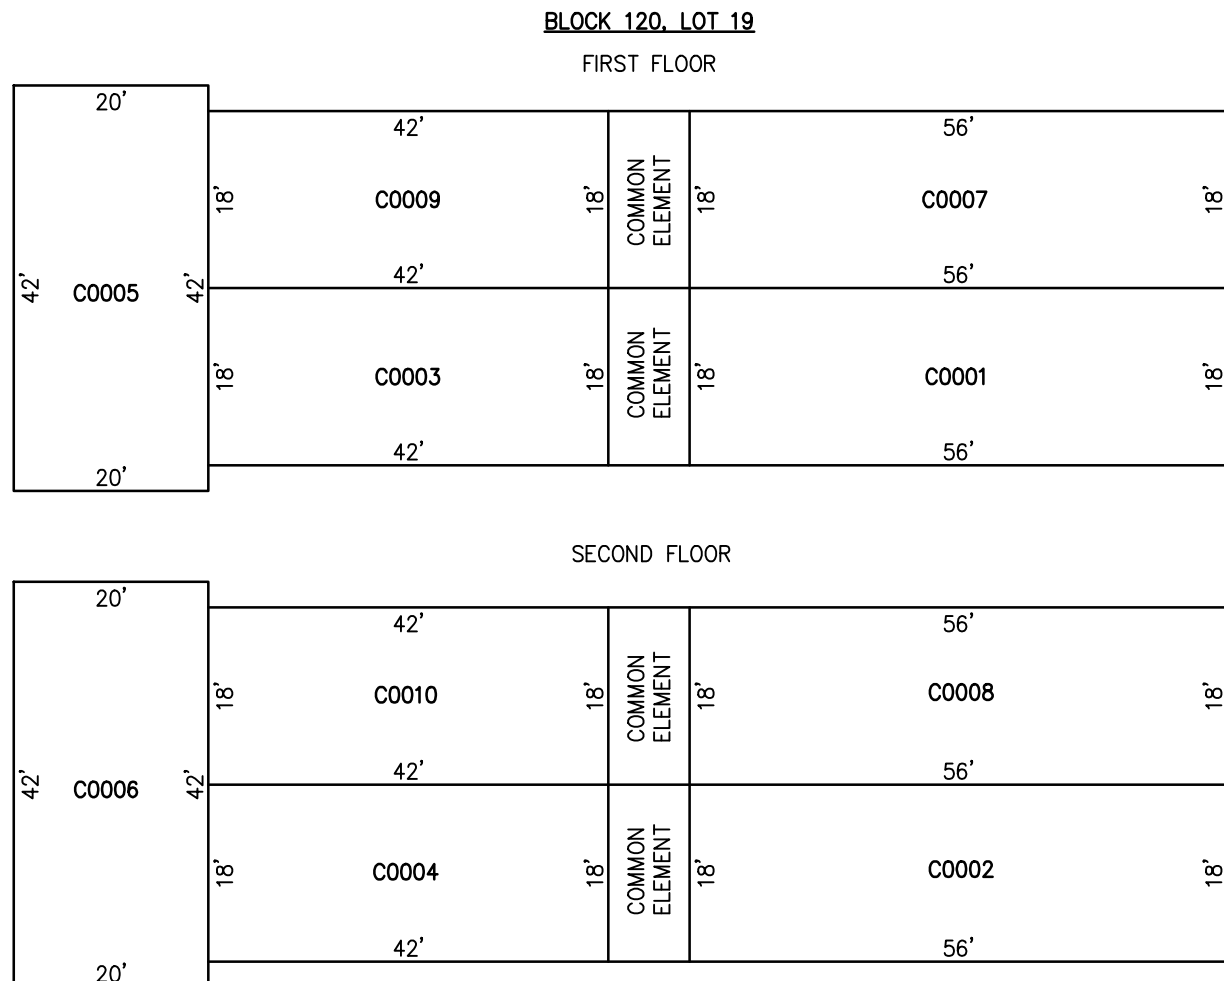 BLOCK 120, LOT 19
FIRST FLOOR
20'
42'
56'
18'
C0009
18'
COMMON
ELEMENT
18'
C0007
18'
42'
56'
42'
C0005
42'
18'
C0003
18'
COMMON
ELEMENT
18'
C0001
18'
42'
56'
20'
SECOND FLOOR
20'
42'
56'
18'
C0010
18'
COMMON
ELEMENT
18'
C0008
18'
42'
56'
42'
C0006
42'
18'
C0004
18'
COMMON
ELEMENT
18'
C0002
18'
42'
56'
20'